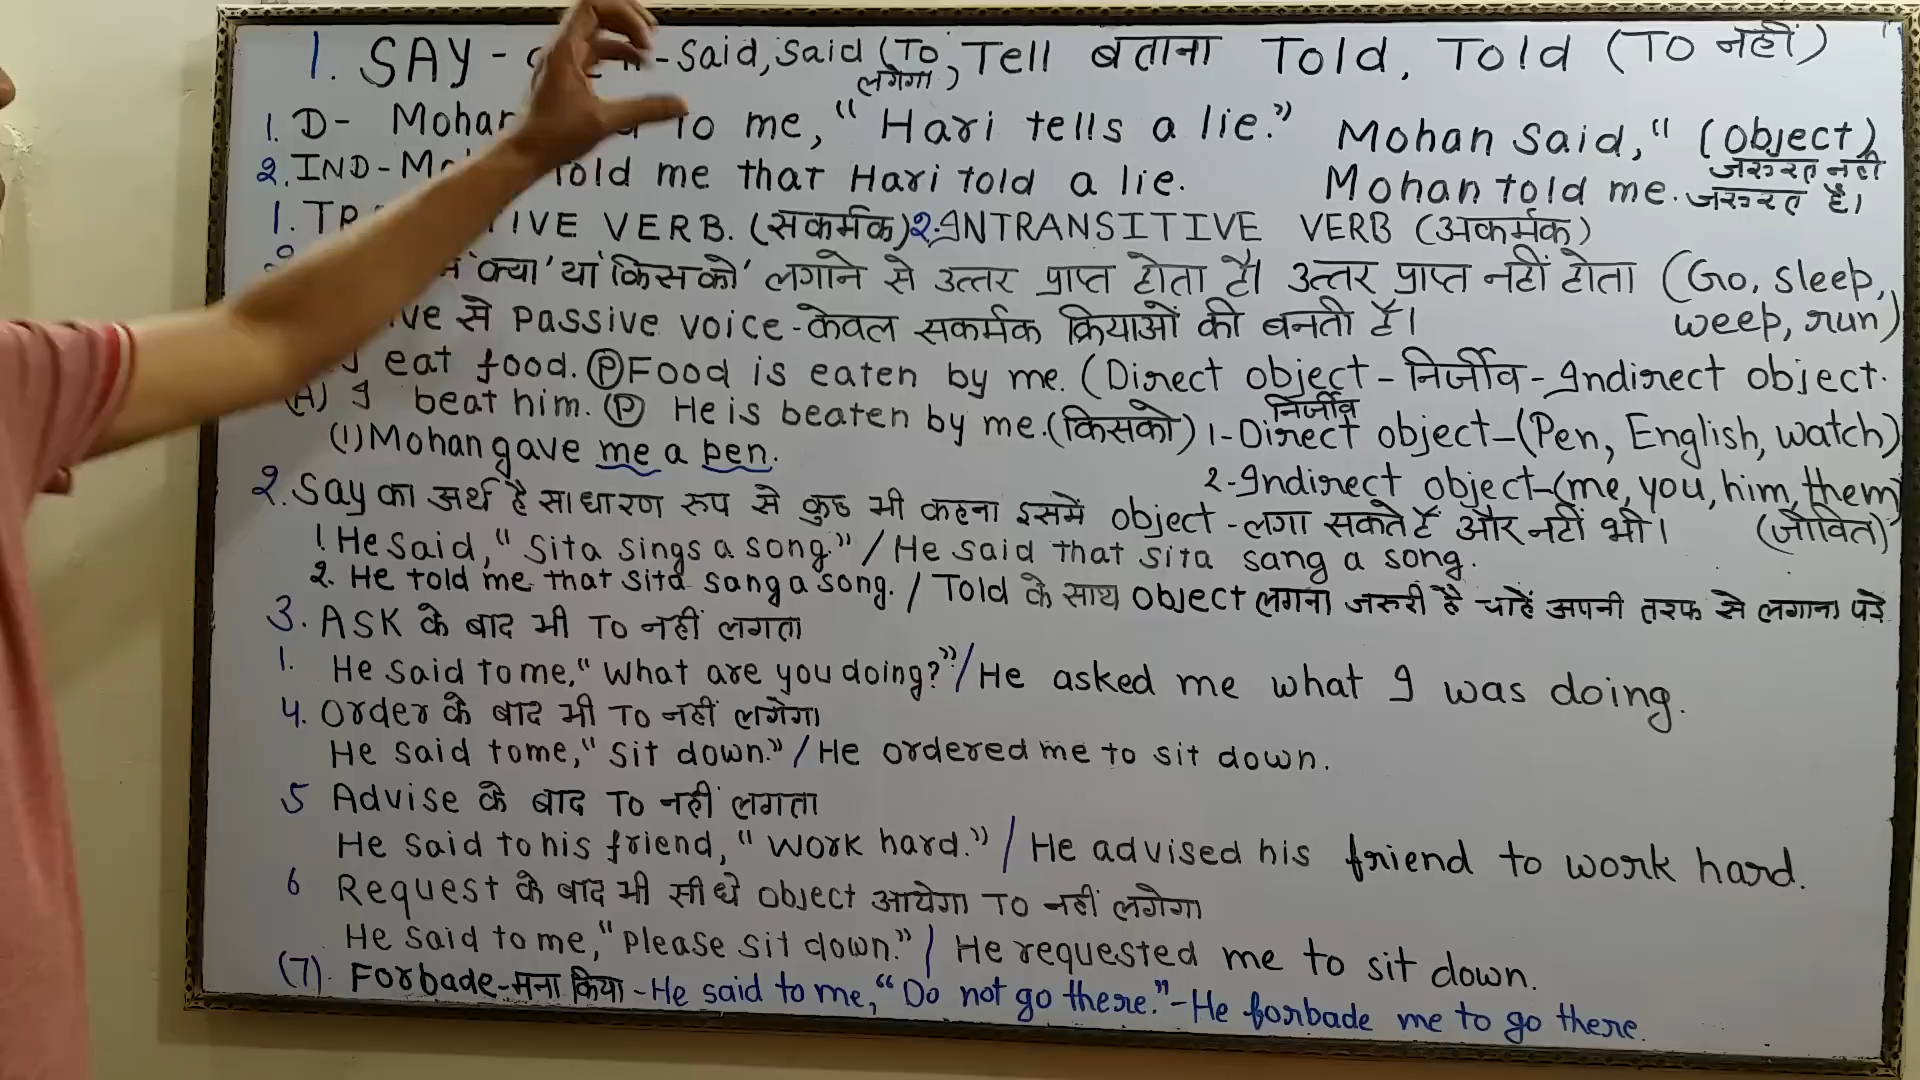 1. SAY - -said, said (To लगेगा), Tell बताना Told, Told (TO नहीं)
1. D- Mohan To me, “Hari tells a lie.” Mohan said, “ (object) जरूरत नहीं
2. IND- Told me that Hari told a lie. Mohan told me. जरूरत है।
1. VERB. (सकर्मक) 2. INTRANSITIVE VERB (अकर्मक)
'क्या' या 'किसको' लगाने से उत्तर प्राप्त होता है। उत्तर प्राप्त नहीं होता (Go, sleep, weep, run)
से passive voice-केवल सकर्मक क्रियाओं की बनती है।
eat food. (P) Food is eaten by me. (Direct object - निर्जीव - Indirect object.
(A) I beat him. (P) He is beaten by me. (किसको) 1-Direct object-(Pen, English, watch) निर्जीव
(1) Mohan gave me a pen.
2-Indirect object-(me, you, him, them) (जीवित)
2. Say का अर्थ है साधारण रूप से कुछ भी कहना इसमें object - लगा सकते हैं और नहीं भी।
1. He said, “Sita sings a song” / He said that sita sang a song.
2. He told me that sita sang a song. / Told के साथ object लगना जरूरी है चाहें अपनी तरफ से लगाना पडे
3. ASK के बाद भी TO नहीं लगता
1. He said to me, “What are you doing?” / He asked me what I was doing.
4. Order के बाद भी TO नहीं लगेगा
He said to me, “Sit down.” / He ordered me to sit down.
5 Advise के बाद TO नहीं लगता
He said to his friend, “Work hard.” / He advised his friend to work hard.
6 Request के बाद भी सीधे object आयेगा TO नहीं लगेगा
He said to me, “Please sit down.” / He requested me to sit down.
(7) Forbade-मना किया-He said to me, “Do not go there.”-He forbade me to go there.